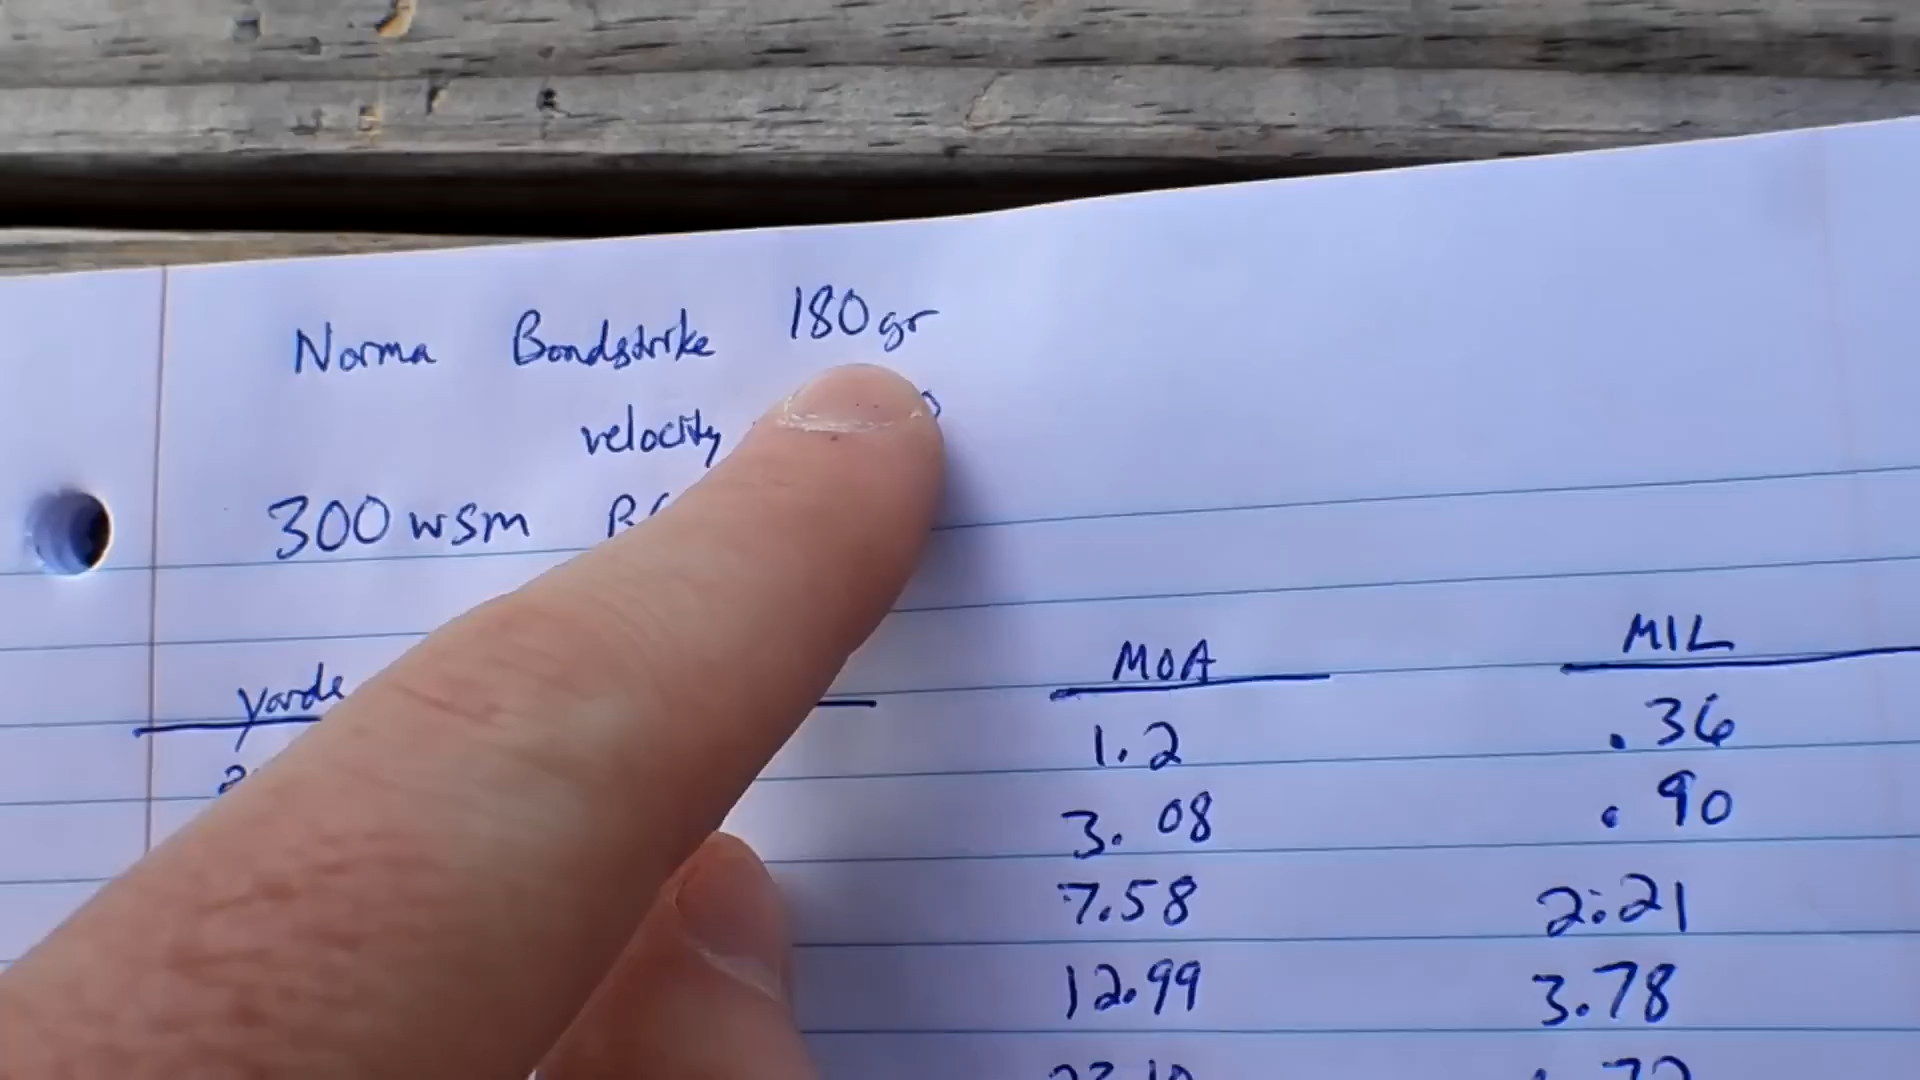 Norma Bondstrike 180gr
velocity
300 wsm
yards MOA MIL
1.2 .36
3.08 .90
7.58 2.21
12.99 3.78